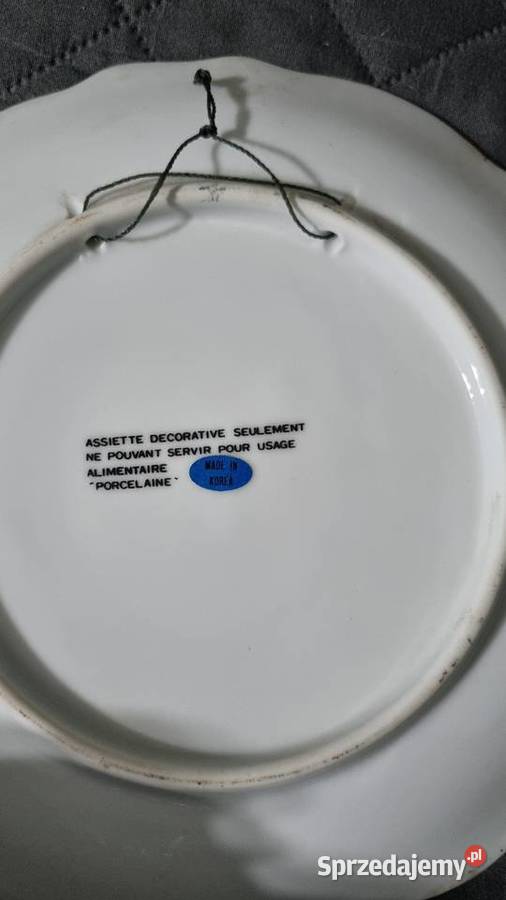 ASSIETTE DECORATIVE SEULEMENT
NE POUVANT SERVIR POUR USAGE
ALIMENTAIRE
"PORCELAINE"
MADE IN
KOREA
Sprzedajemy.pl